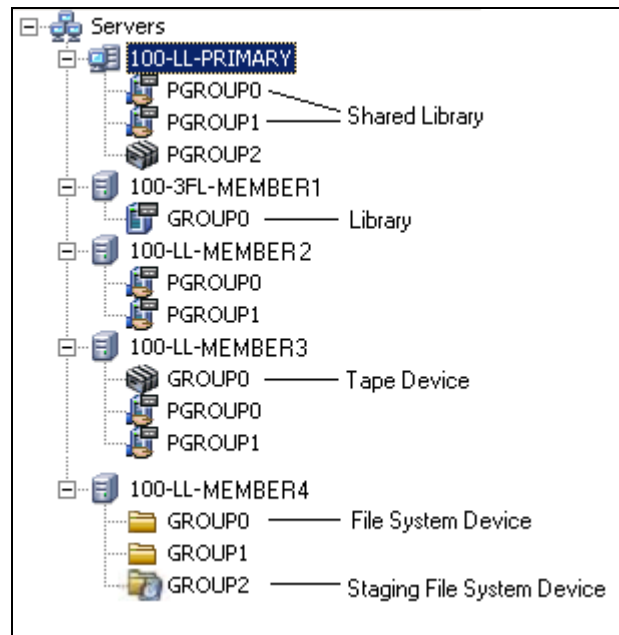 Servers
100-LL-PRIMARY
PGROUP0
PGROUP1
Shared Library
PGROUP2
100-3FL-MEMBER1
GROUP0
Library
100-LL-MEMBER2
PGROUP0
PGROUP1
100-LL-MEMBER3
GROUP0
Tape Device
PGROUP0
PGROUP1
100-LL-MEMBER4
GROUP0
File System Device
GROUP1
GROUP2
Staging File System Device